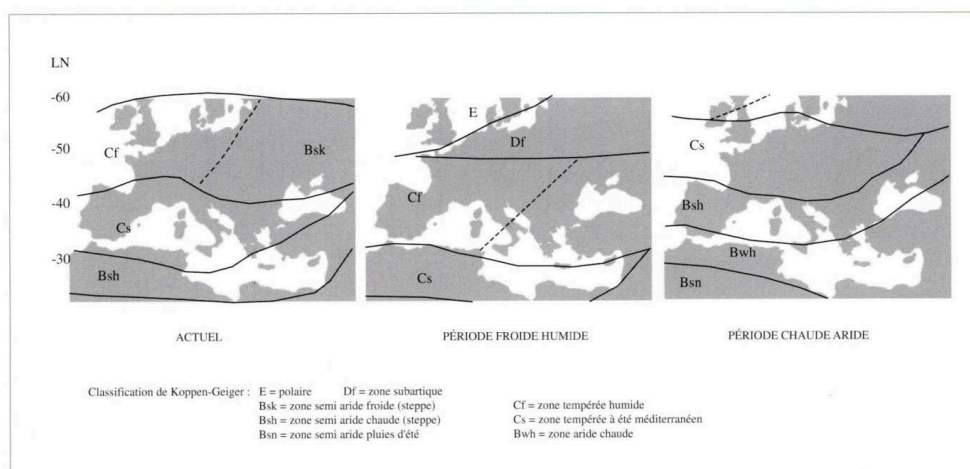 LN
-60
-50
-40
-30
Cf
Bsk
Cs
Bsh
E
Df
Cf
Cs
Cs
Bsh
Bwh
Bsn
ACTUEL
PÉRIODE FROIDE HUMIDE
PÉRIODE CHAUDE ARIDE
Classification de Koppen-Geiger : E = polaire Df = zone subartique
Bsk = zone semi aride froide (steppe) Cf = zone tempérée humide
Bsh = zone semi aride chaude (steppe) Cs = zone tempérée à été méditerranéen
Bsn = zone semi aride pluies d'été Bwh = zone aride chaude